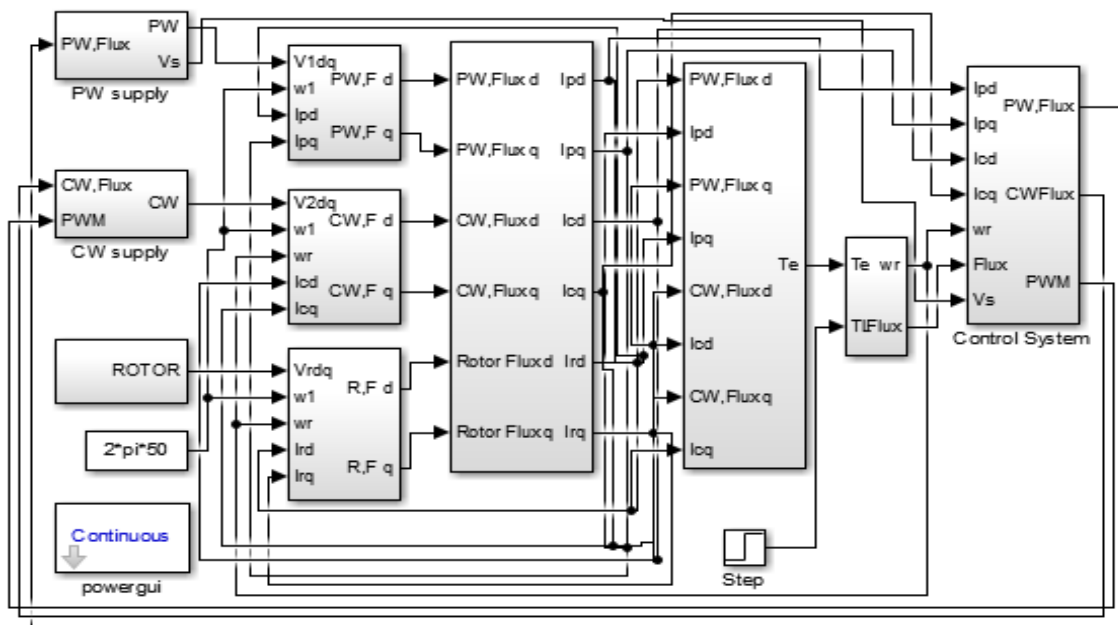 PW,Flux
PW
Vs
PW supply
CW,Flux
PWM
CW
CW supply
ROTOR
2*pi*50
Continuous
powergui
V1dq
w1
Ipd
Ipq
PW,F d
PW,F q
V2dq
w1
wr
Icd
Icq
CW,F d
CW,F q
Vrdq
w1
wr
Ird
Irq
R,F d
R,F q
PW,Flux d
PW,Flux q
CW,Flux d
CW,Flux q
Rotor Flux d
Rotor Flux q
Ipd
Ipq
Icd
Icq
Ird
Irq
PW,Flux d
Ipd
PW,Flux q
Ipq
CW,Flux d
Icd
CW,Flux q
Icq
Te
Step
Te
wr
TL
Flux
Ipd
Ipq
Icd
Icq
wr
Flux
Vs
PW,Flux
CWFlux
PWM
Control System